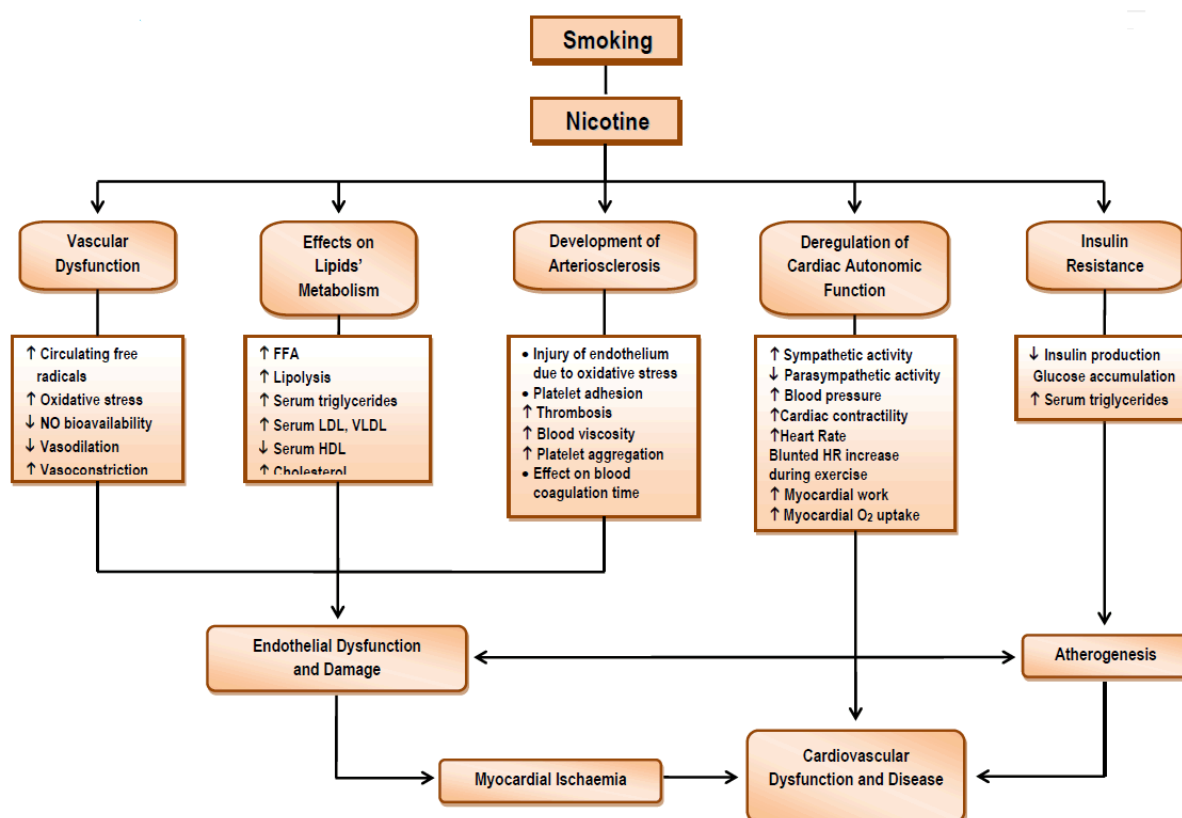 Smoking
Nicotine
Vascular
Dysfunction
Effects on
Lipids’
Metabolism
Development of
Arteriosclerosis
Deregulation of
Cardiac Autonomic
Function
Insulin
Resistance
↑ Circulating free
radicals
↑ Oxidative stress
↓ NO bioavailability
↓ Vasodilation
↑ Vasoconstriction
↑ FFA
↑ Lipolysis
↑ Serum triglycerides
↑ Serum LDL, VLDL
↓ Serum HDL
↑ Cholesterol
• Injury of endothelium
due to oxidative stress
• Platelet adhesion
↑ Thrombosis
↑ Blood viscosity
↑ Platelet aggregation
• Effect on blood
coagulation time
↑ Sympathetic activity
↓ Parasympathetic activity
↑ Blood pressure
↑Cardiac contractility
↑Heart Rate
Blunted HR increase
during exercise
↑ Myocardial work
↑ Myocardial O₂ uptake
↓ Insulin production
Glucose accumulation
↑ Serum triglycerides
Endothelial Dysfunction
and Damage
Atherogenesis
Myocardial Ischaemia
Cardiovascular
Dysfunction and Disease